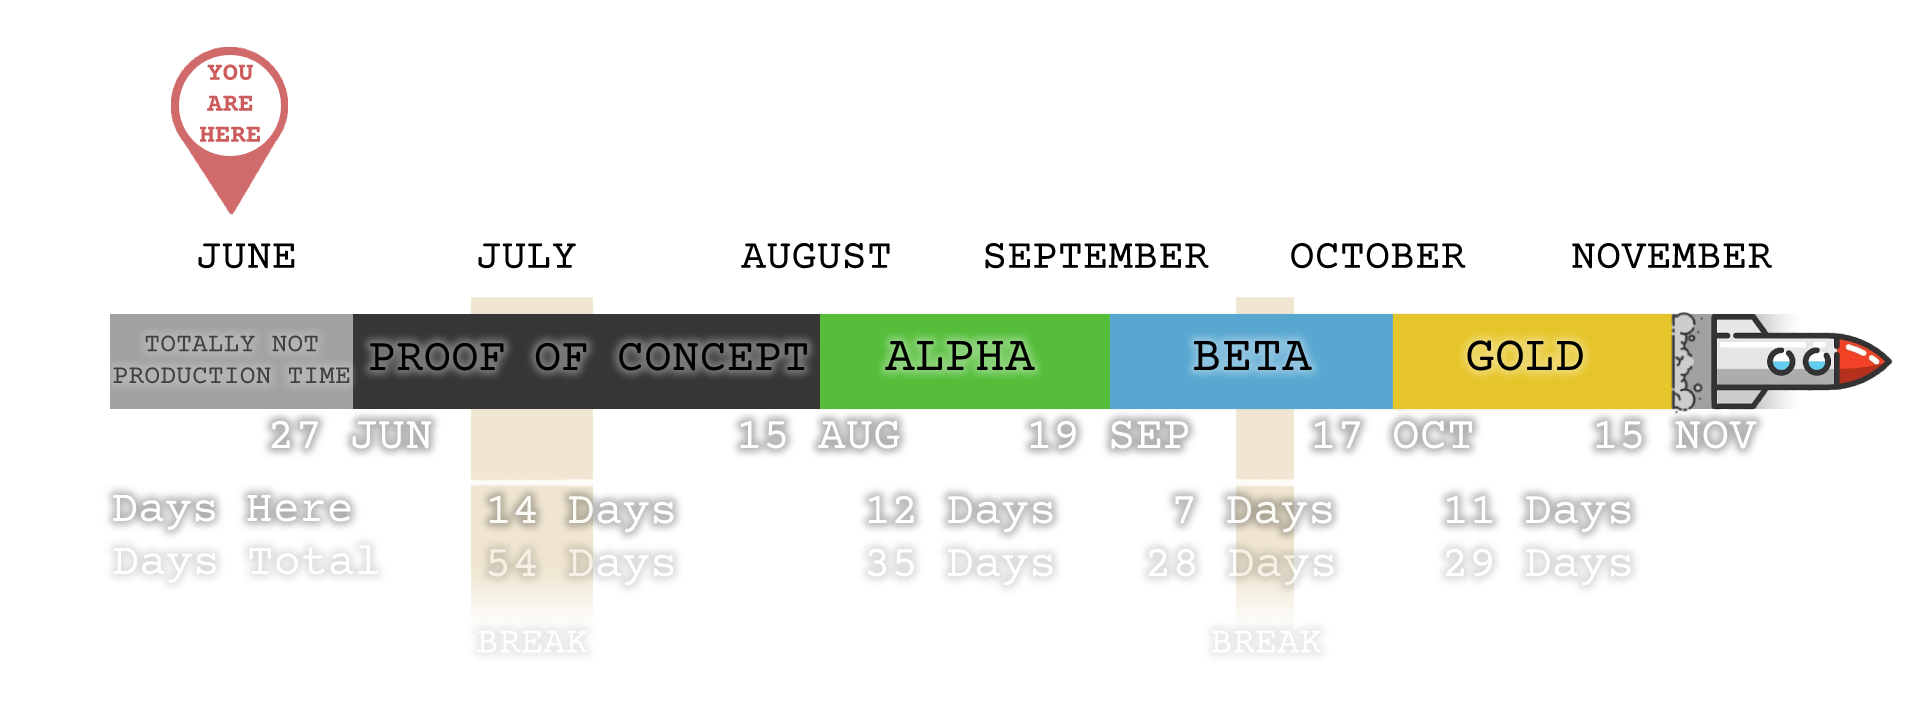 YOU
ARE
HERE
JUNE JULY AUGUST SEPTEMBER OCTOBER NOVEMBER
TOTALLY NOT
PRODUCTION TIME
PROOF OF CONCEPT ALPHA BETA GOLD
27 JUN 15 AUG 19 SEP 17 OCT 15 NOV
Days Here 14 Days 12 Days 7 Days 11 Days
Days Total 54 Days 35 Days 28 Days 29 Days
BREAK BREAK